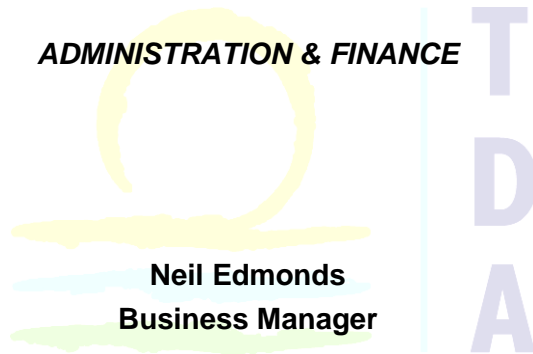 ADMINISTRATION & FINANCE
Neil Edmonds
Business Manager
T
D
A